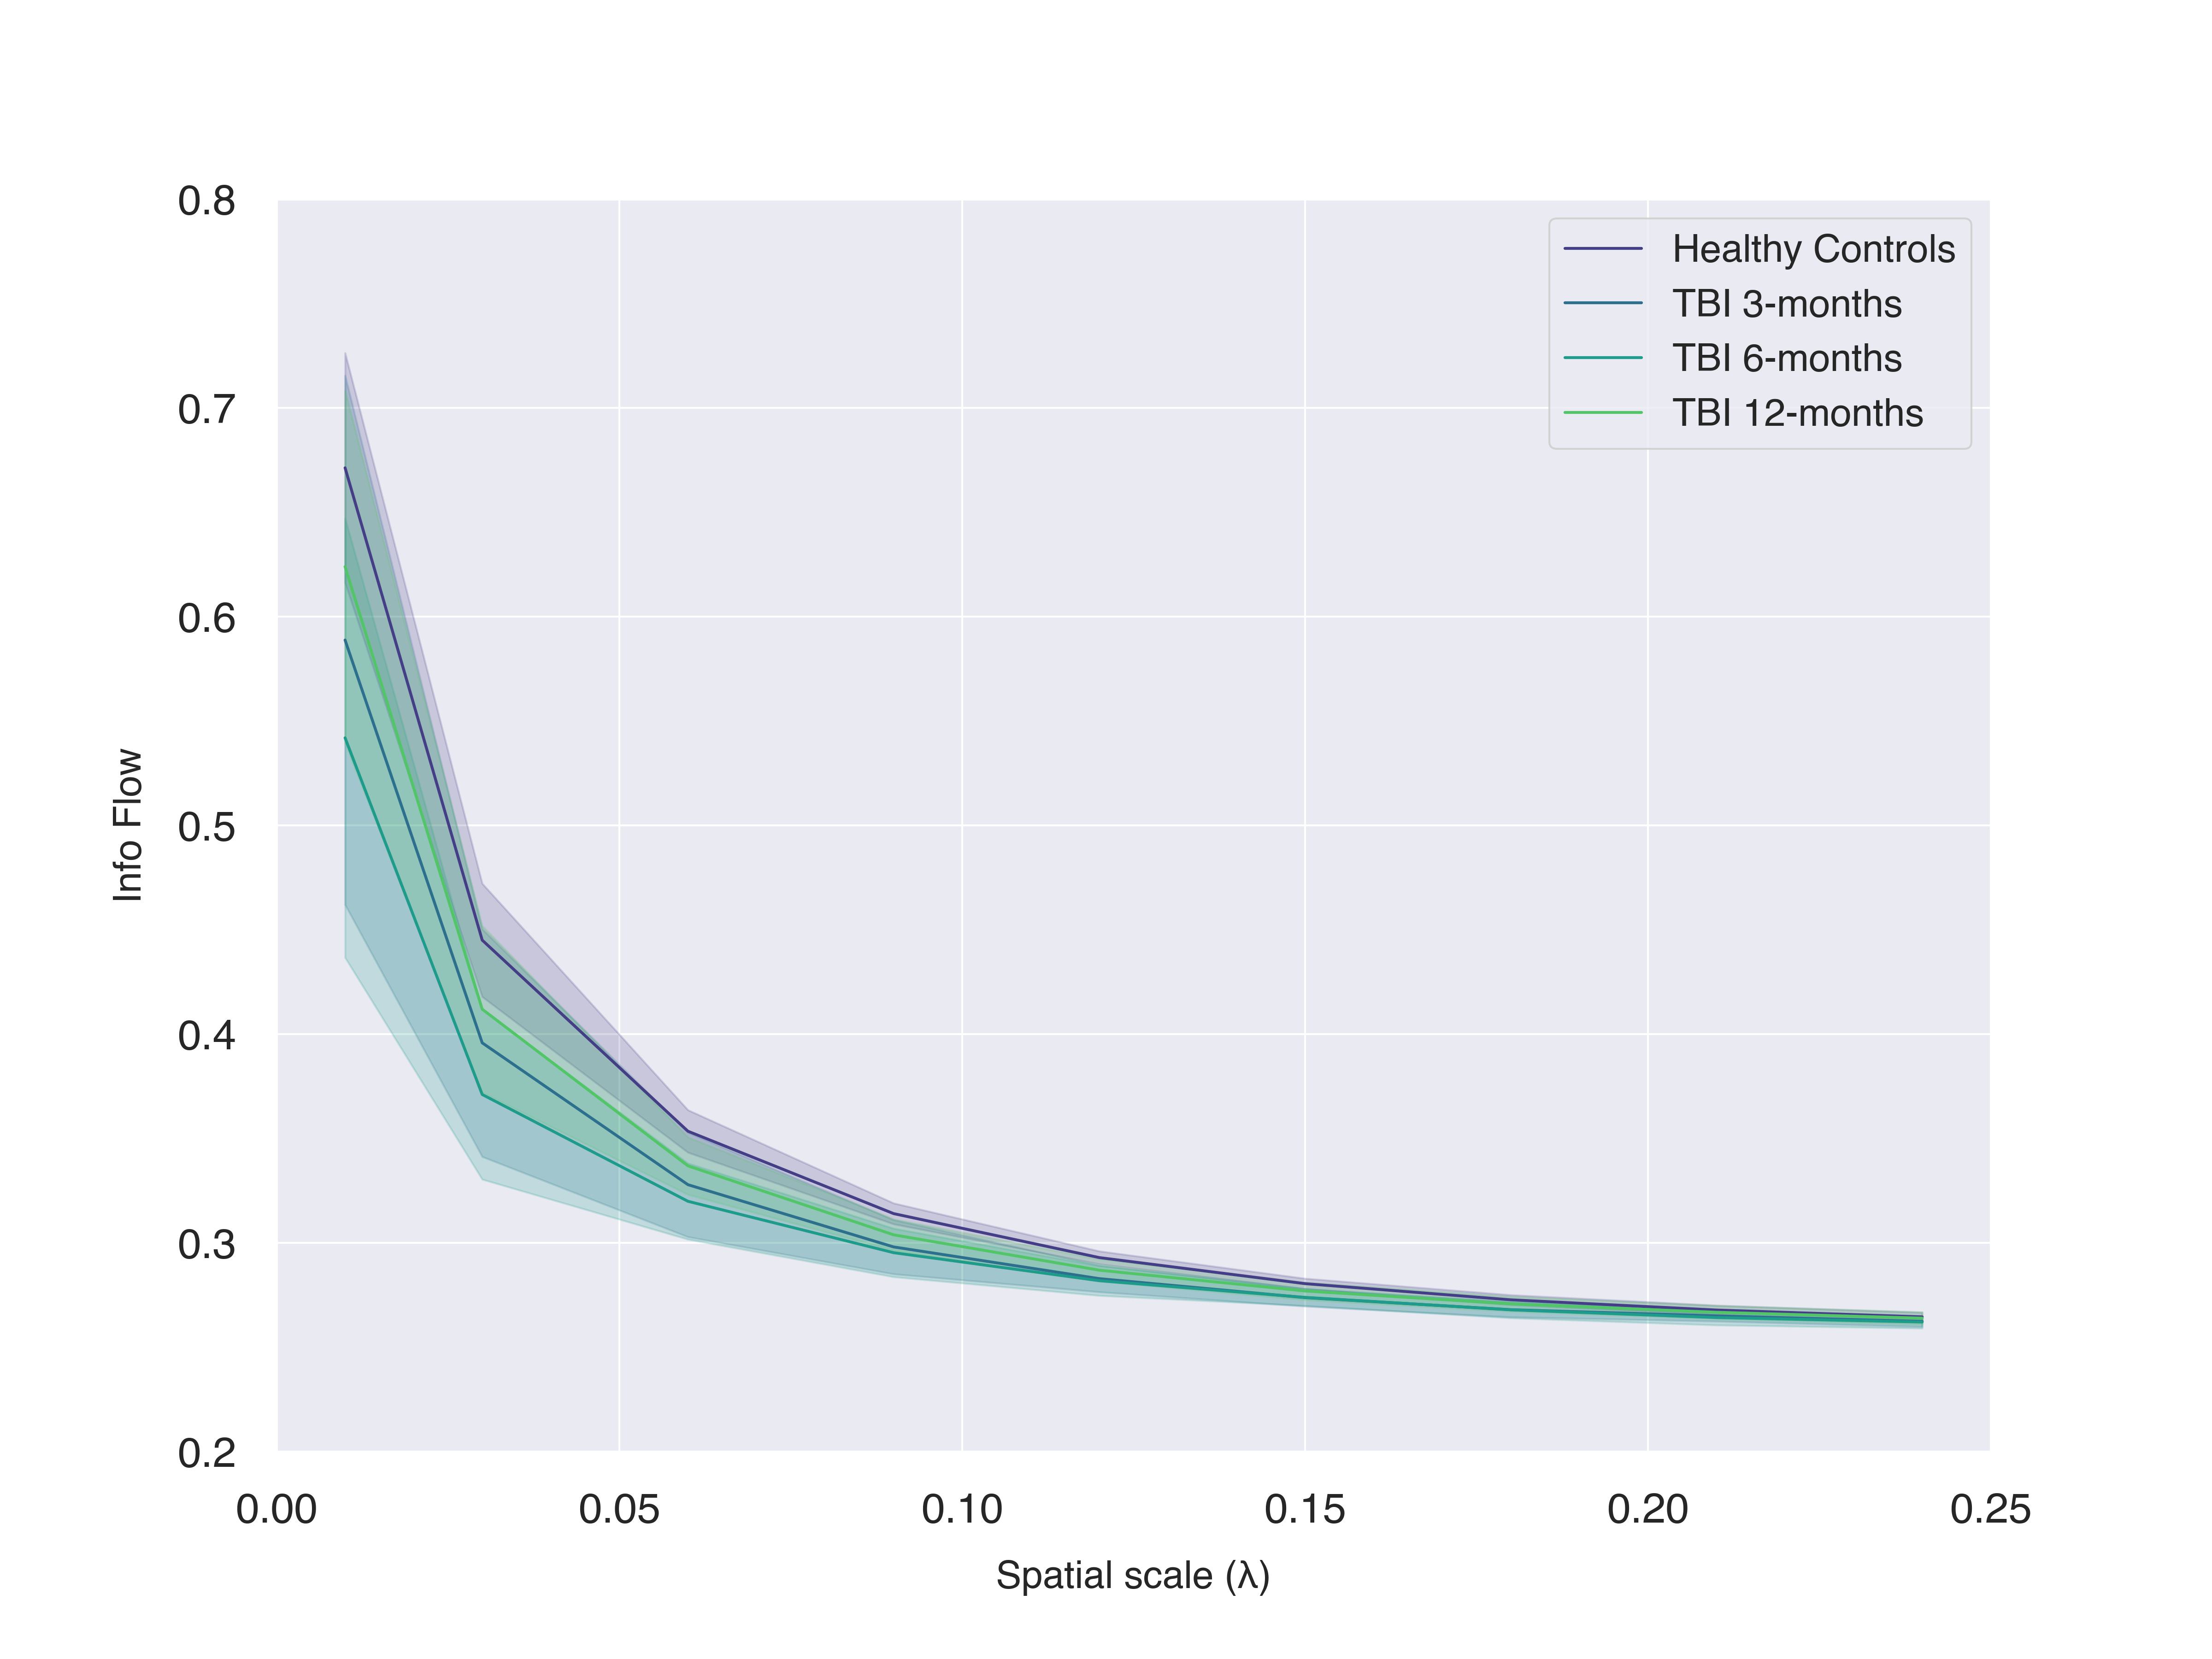 0.8
0.7
0.6
0.5
0.4
0.3
0.2
Info Flow
Healthy Controls
TBI 3-months
TBI 6-months
TBI 12-months
0.00 0.05 0.10 0.15 0.20 0.25
Spatial scale (λ)